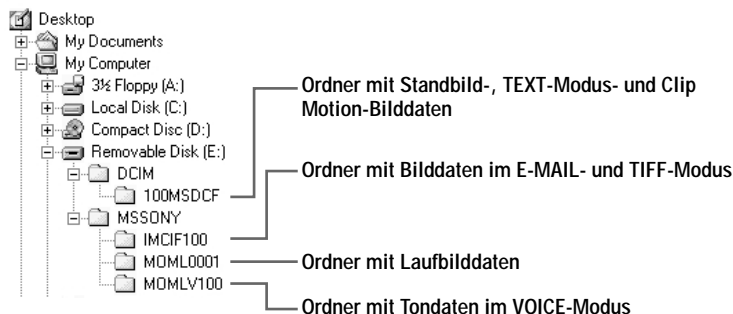 Desktop
My Documents
My Computer
3½ Floppy (A:)
Local Disk (C:)
Compact Disc (D:)
Removable Disk (E:)
DCIM
100MSDCF
MSSONY
IMCIF100
MOML0001
MOMLV100
Ordner mit Standbild-, TEXT-Modus- und Clip
Motion-Bilddaten
Ordner mit Bilddaten im E-MAIL- und TIFF-Modus
Ordner mit Laufbilddaten
Ordner mit Tondaten im VOICE-Modus